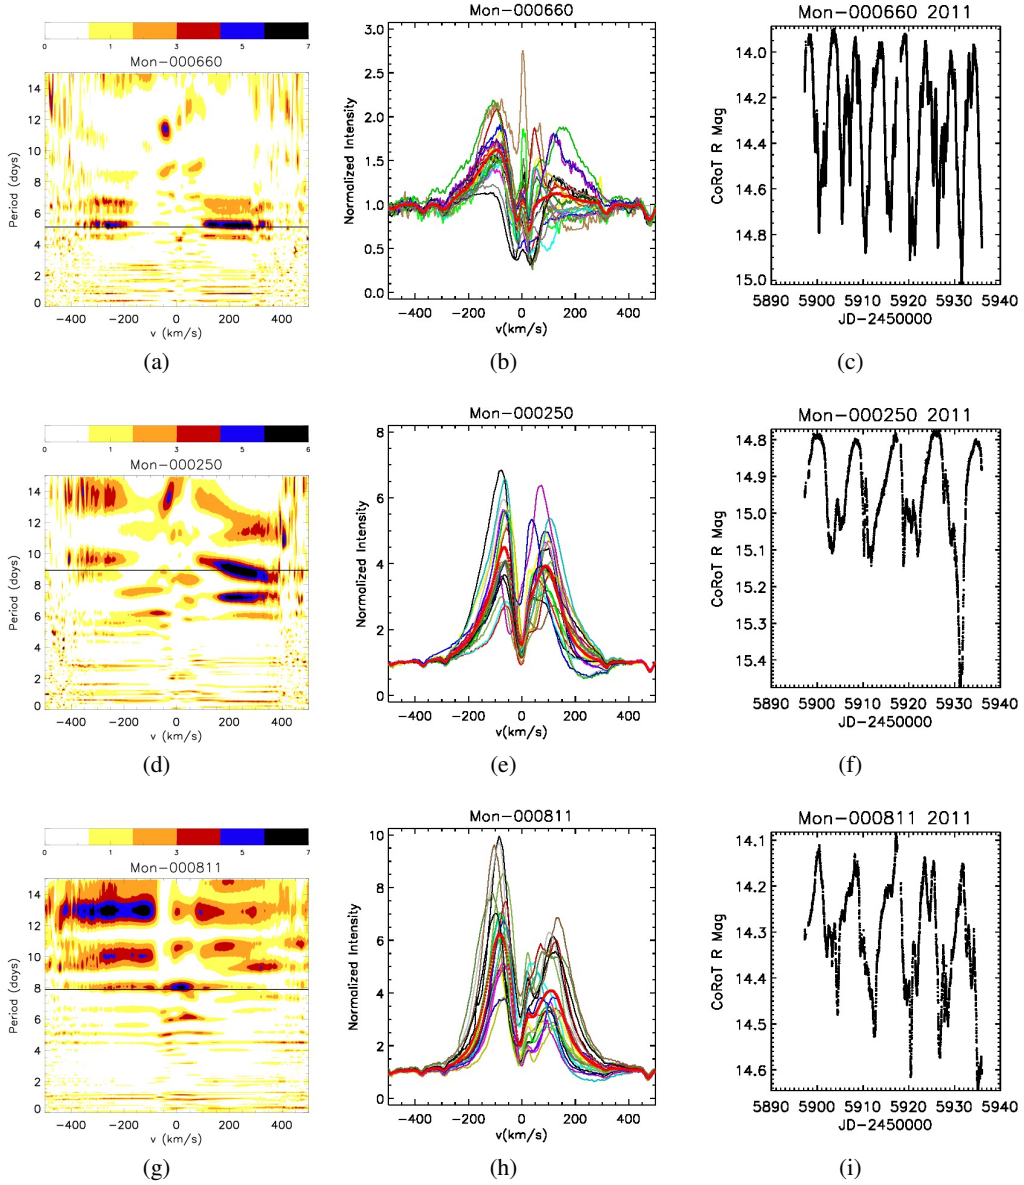 0 1 3 5 7
Mon-000660
Period (days)
14
12
10
8
6
4
2
0
−400 −200 0 200 400
v (km/s)
(a)
Mon-000660
Normalized Intensity
3.0
2.5
2.0
1.5
1.0
0.5
0.0
−400 −200 0 200 400
v(km/s)
(b)
Mon-000660 2011
CoRoT R Mag
14.0
14.2
14.4
14.6
14.8
15.0
5890 5900 5910 5920 5930 5940
JD-2450000
(c)
0 1 3 5 6
Mon-000250
Period (days)
14
12
10
8
6
4
2
0
−400 −200 0 200 400
v (km/s)
(d)
Mon-000250
Normalized Intensity
8
6
4
2
0
−400 −200 0 200 400
v(km/s)
(e)
Mon-000250 2011
CoRoT R Mag
14.8
14.9
15.0
15.1
15.2
15.3
15.4
5890 5900 5910 5920 5930 5940
JD-2450000
(f)
0 1 3 5 7
Mon-000811
Period (days)
14
12
10
8
6
4
2
0
−400 −200 0 200 400
v (km/s)
(g)
Mon-000811
Normalized Intensity
10
8
6
4
2
0
−400 −200 0 200 400
v(km/s)
(h)
Mon-000811 2011
CoRoT R Mag
14.1
14.2
14.3
14.4
14.5
14.6
5890 5900 5910 5920 5930 5940
JD-2450000
(i)